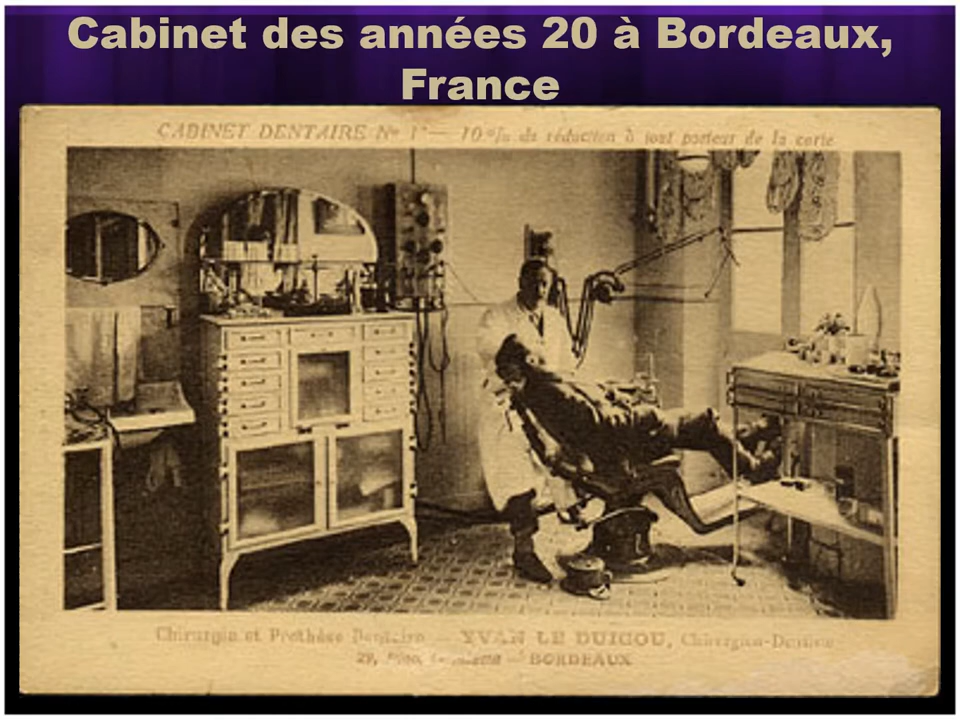 Cabinet des années 20 à Bordeaux,
France
CABINET DENTAIRE No 1 — 10 % de réduction à tout porteur de la carte
Chirurgie et Prothèse Dentaire — YVAN LE DUIGOU, Chirurgien-Dentiste
29, — BORDEAUX